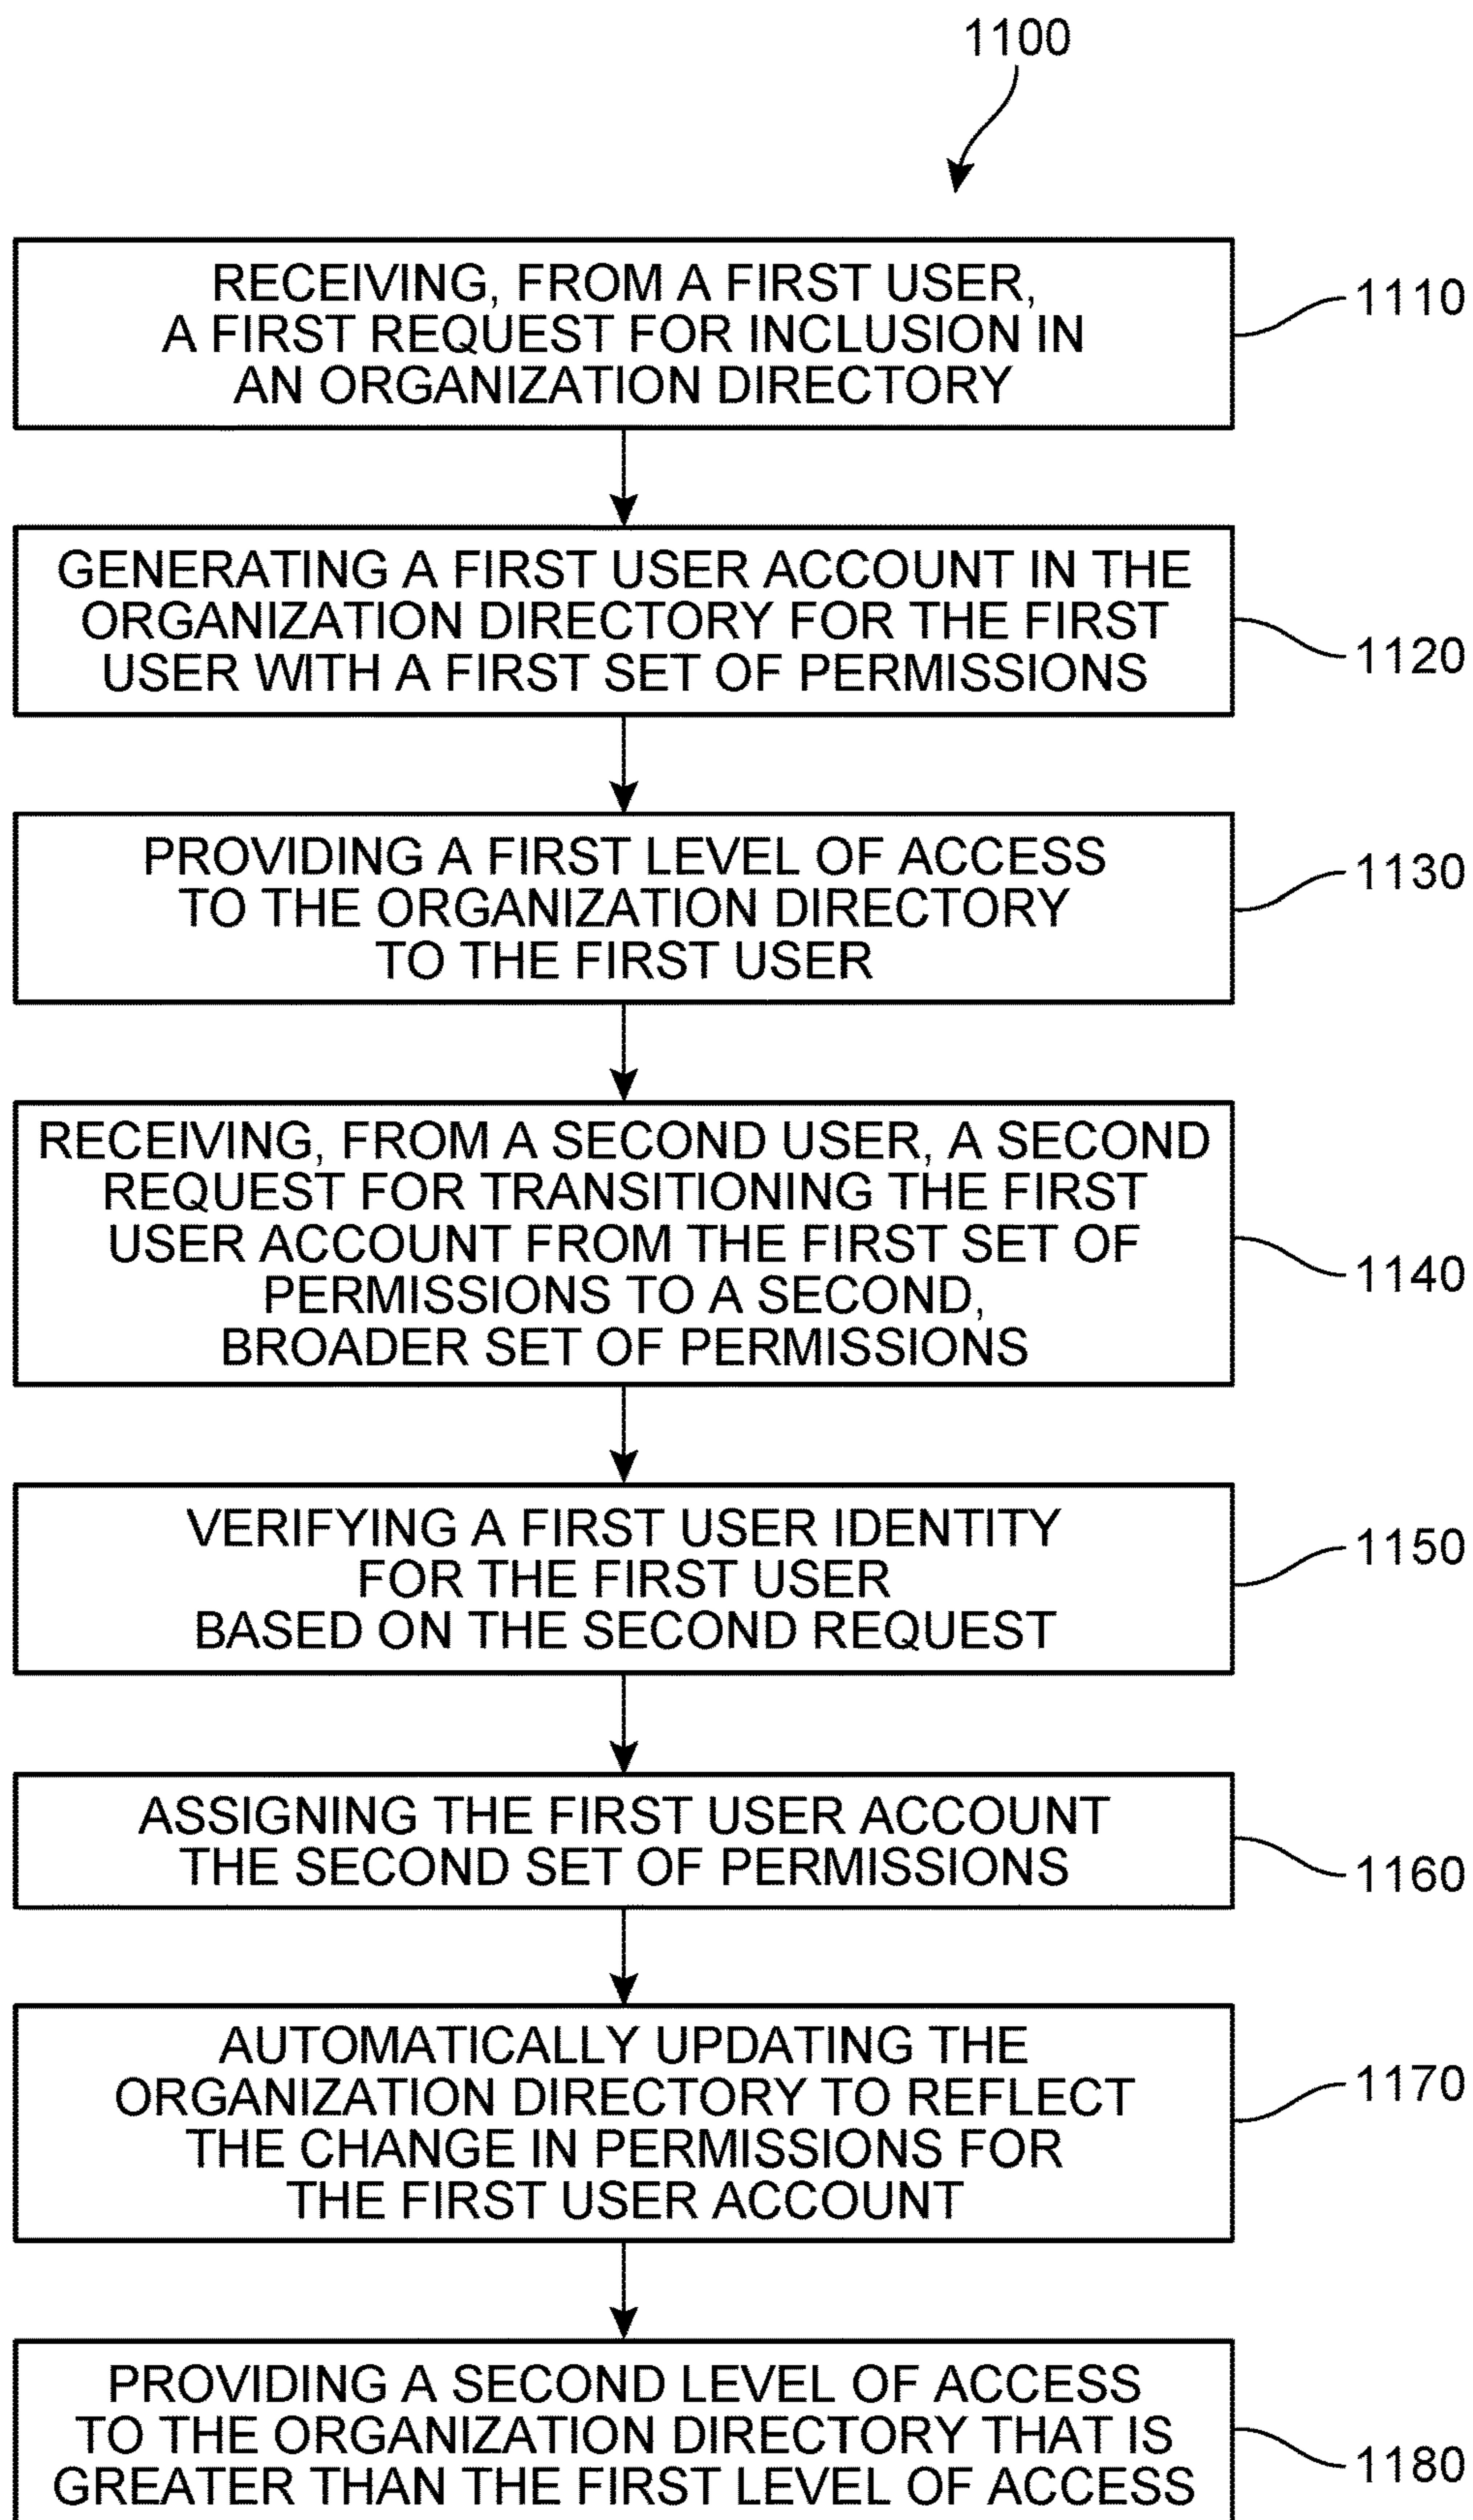 1100
RECEIVING, FROM A FIRST USER,
A FIRST REQUEST FOR INCLUSION IN
AN ORGANIZATION DIRECTORY
1110
GENERATING A FIRST USER ACCOUNT IN THE
ORGANIZATION DIRECTORY FOR THE FIRST
USER WITH A FIRST SET OF PERMISSIONS
1120
PROVIDING A FIRST LEVEL OF ACCESS
TO THE ORGANIZATION DIRECTORY
TO THE FIRST USER
1130
RECEIVING, FROM A SECOND USER, A SECOND
REQUEST FOR TRANSITIONING THE FIRST
USER ACCOUNT FROM THE FIRST SET OF
PERMISSIONS TO A SECOND,
BROADER SET OF PERMISSIONS
1140
VERIFYING A FIRST USER IDENTITY
FOR THE FIRST USER
BASED ON THE SECOND REQUEST
1150
ASSIGNING THE FIRST USER ACCOUNT
THE SECOND SET OF PERMISSIONS
1160
AUTOMATICALLY UPDATING THE
ORGANIZATION DIRECTORY TO REFLECT
THE CHANGE IN PERMISSIONS FOR
THE FIRST USER ACCOUNT
1170
PROVIDING A SECOND LEVEL OF ACCESS
TO THE ORGANIZATION DIRECTORY THAT IS
GREATER THAN THE FIRST LEVEL OF ACCESS
1180